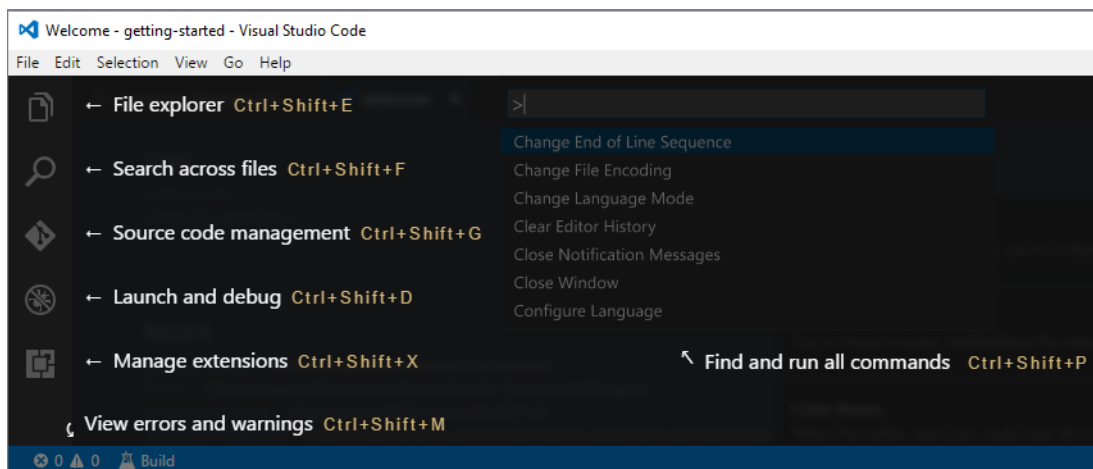 Welcome - getting-started - Visual Studio Code
File Edit Selection View Go Help
← File explorer Ctrl+Shift+E
>
← Search across files Ctrl+Shift+F
← Source code management Ctrl+Shift+G
← Launch and debug Ctrl+Shift+D
← Manage extensions Ctrl+Shift+X
View errors and warnings Ctrl+Shift+M
Change End of Line Sequence
Change File Encoding
Change Language Mode
Clear Editor History
Close Notification Messages
Close Window
Configure Language
Find and run all commands Ctrl+Shift+P
0 0 Build